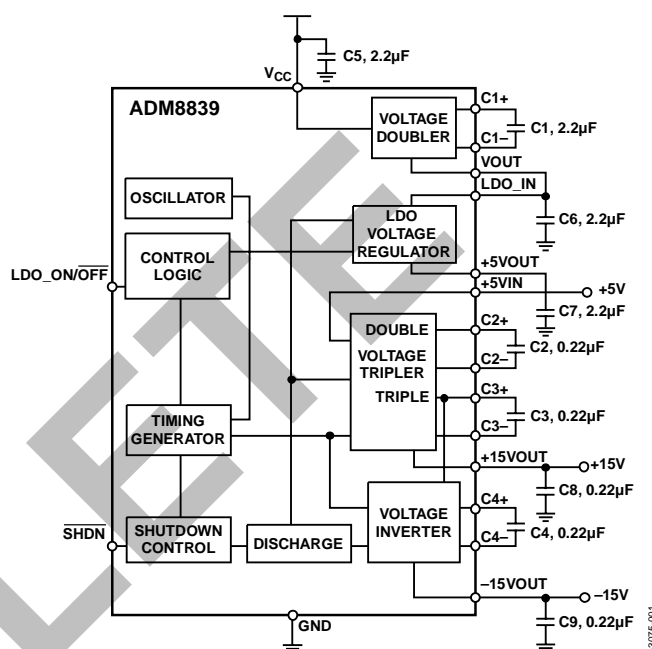 C5, 2.2µF
VCC
ADM8839
VOLTAGE
DOUBLER
C1+
C1–
C1, 2.2µF
VOUT
LDO_IN
OSCILLATOR
LDO
VOLTAGE
REGULATOR
C6, 2.2µF
CONTROL
LOGIC
LDO_ON/OFF
+5VOUT
+5VIN
+5V
C7, 2.2µF
DOUBLE
VOLTAGE
TRIPLER
TRIPLE
C2+
C2–
C2, 0.22µF
C3+
C3–
C3, 0.22µF
TIMING
GENERATOR
+15VOUT
+15V
C8, 0.22µF
SHDN
SHUTDOWN
CONTROL
DISCHARGE
VOLTAGE
INVERTER
C4+
C4–
C4, 0.22µF
–15VOUT
–15V
C9, 0.22µF
GND
LETE